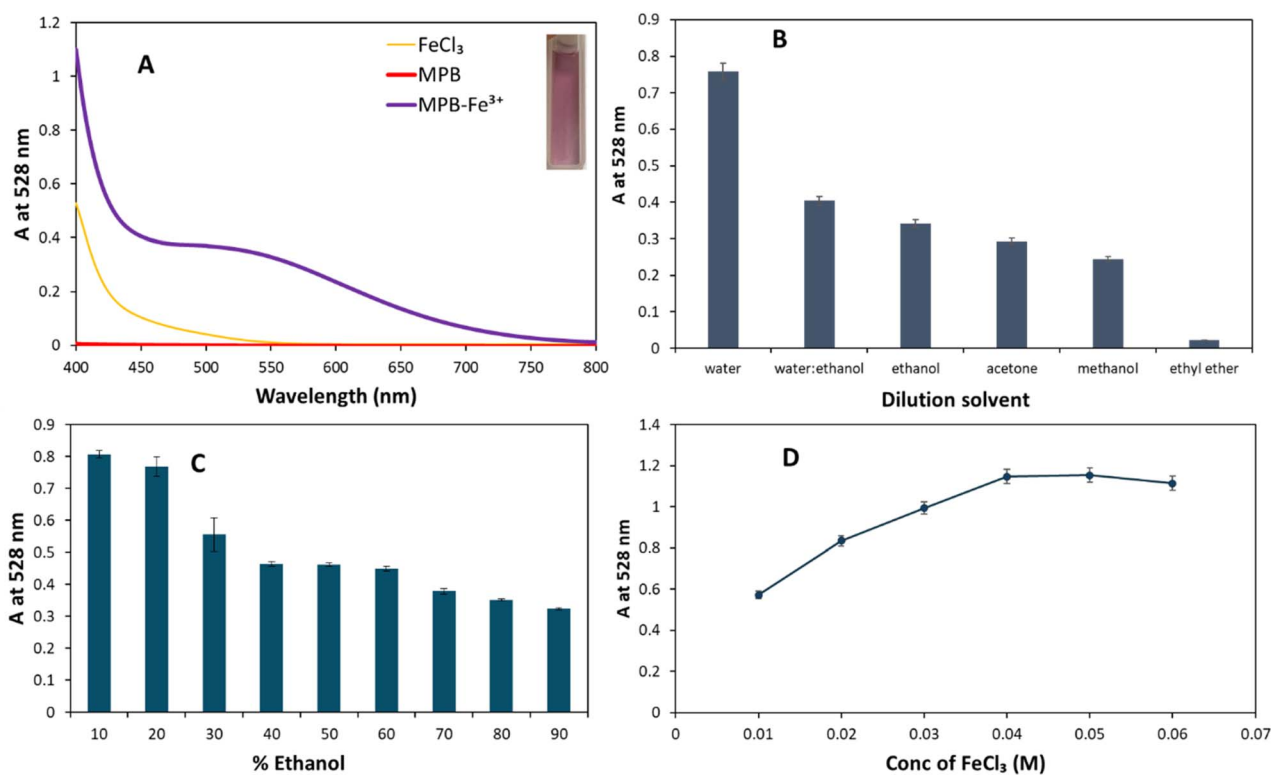 A
FeCl₃
MPB
MPB-Fe³⁺
A at 528 nm
1.2
1
0.8
0.6
0.4
0.2
0
400 450 500 550 600 650 700 750 800
Wavelength (nm)
B
A at 528 nm
0.9
0.8
0.7
0.6
0.5
0.4
0.3
0.2
0.1
0
water water:ethanol ethanol acetone methanol ethyl ether
Dilution solvent
C
A at 528 nm
0.9
0.8
0.7
0.6
0.5
0.4
0.3
0.2
0.1
0
10 20 30 40 50 60 70 80 90
% Ethanol
D
A at 528 nm
1.4
1.2
1
0.8
0.6
0.4
0.2
0
0 0.01 0.02 0.03 0.04 0.05 0.06 0.07
Conc of FeCl₃ (M)